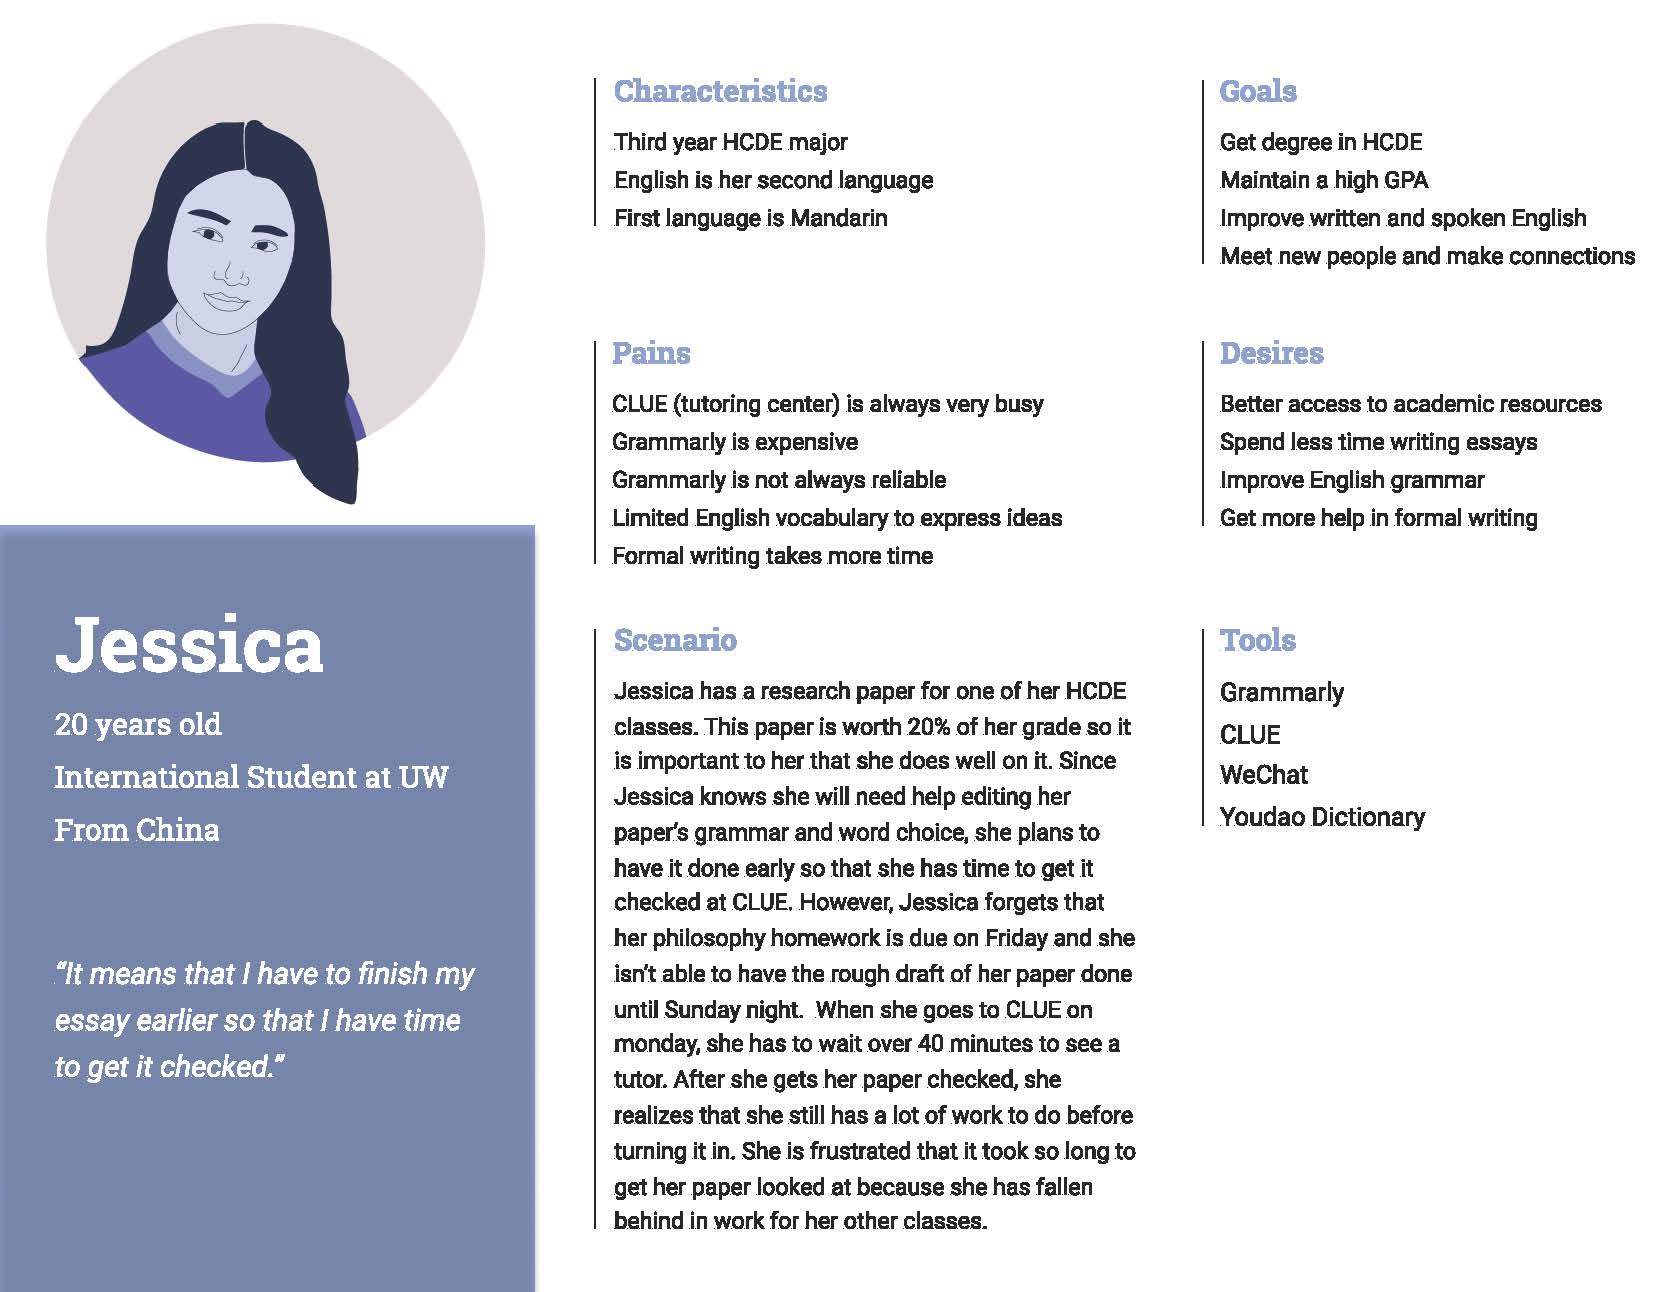 Jessica
20 years old
International Student at UW
From China
“It means that I have to finish my
essay earlier so that I have time
to get it checked.”
Characteristics
Third year HCDE major
English is her second language
First language is Mandarin
Goals
Get degree in HCDE
Maintain a high GPA
Improve written and spoken English
Meet new people and make connections
Pains
CLUE (tutoring center) is always very busy
Grammarly is expensive
Grammarly is not always reliable
Limited English vocabulary to express ideas
Formal writing takes more time
Desires
Better access to academic resources
Spend less time writing essays
Improve English grammar
Get more help in formal writing
Scenario
Jessica has a research paper for one of her HCDE
classes. This paper is worth 20% of her grade so it
is important to her that she does well on it. Since
Jessica knows she will need help editing her
paper’s grammar and word choice, she plans to
have it done early so that she has time to get it
checked at CLUE. However, Jessica forgets that
her philosophy homework is due on Friday and she
isn’t able to have the rough draft of her paper done
until Sunday night.  When she goes to CLUE on
monday, she has to wait over 40 minutes to see a
tutor. After she gets her paper checked, she
realizes that she still has a lot of work to do before
turning it in. She is frustrated that it took so long to
get her paper looked at because she has fallen
behind in work for her other classes.
Tools
Grammarly
CLUE
WeChat
Youdao Dictionary